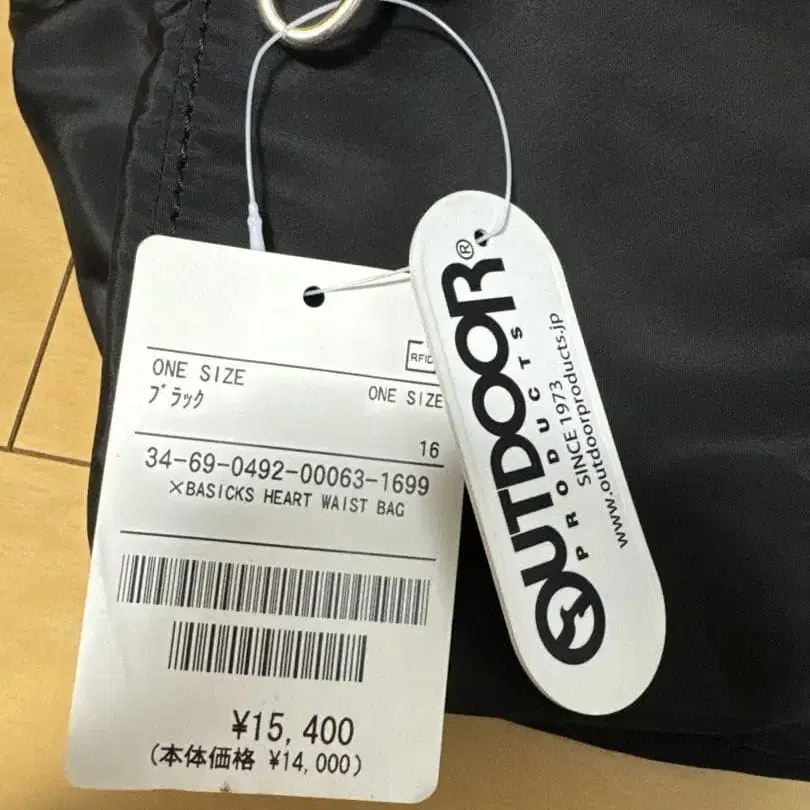 RFID
ONE SIZE
ﾌﾞﾗｯｸ
ONE SIZE
16
34-69-0492-00063-1699
×BASICKS HEART WAIST BAG
¥15,400
(本体価格 ¥14,000)
OUTDOOR®
PRODUCTS
SINCE 1973
www.outdoorproducts.jp